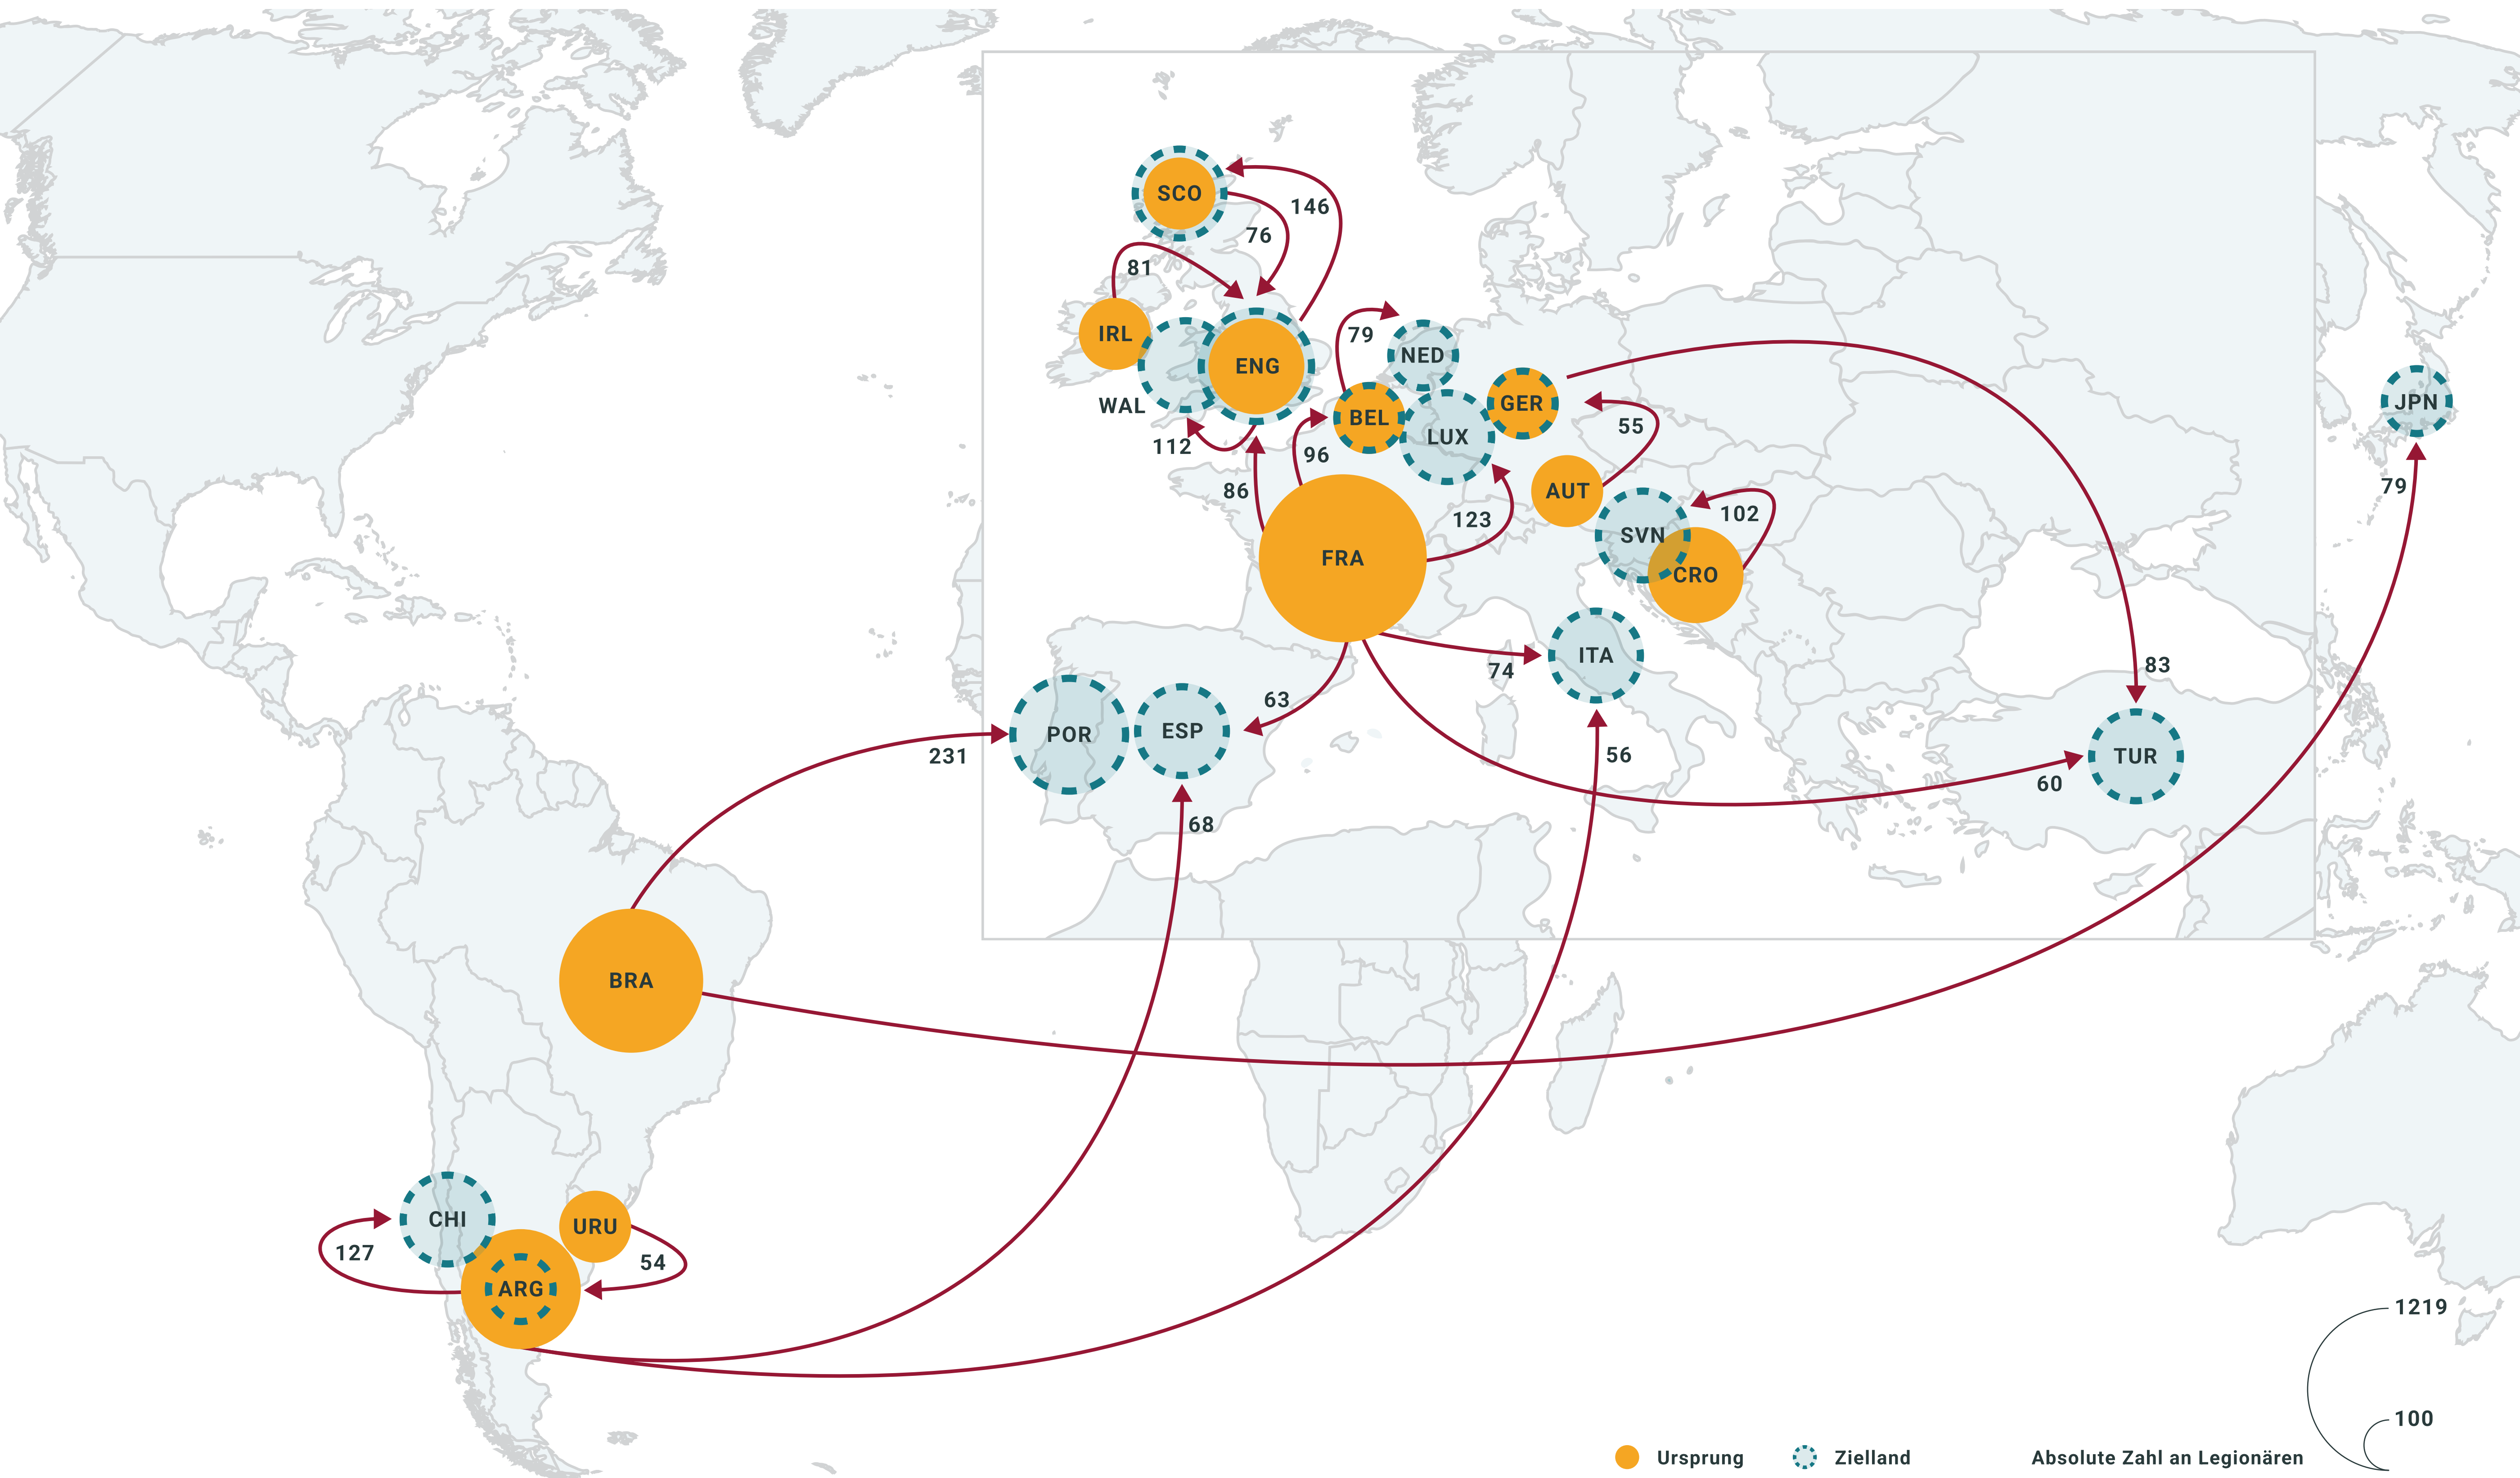 SCO
146
76
81
IRL
ENG
79
NED
WAL
BEL
GER
JPN
LUX
55
112
96
86
AUT
79
123
102
SVN
FRA
CRO
ITA
83
74
63
POR
ESP
231
56
TUR
60
68
BRA
CHI
URU
127
54
ARG
1219
100
Ursprung
Zielland
Absolute Zahl an Legionären